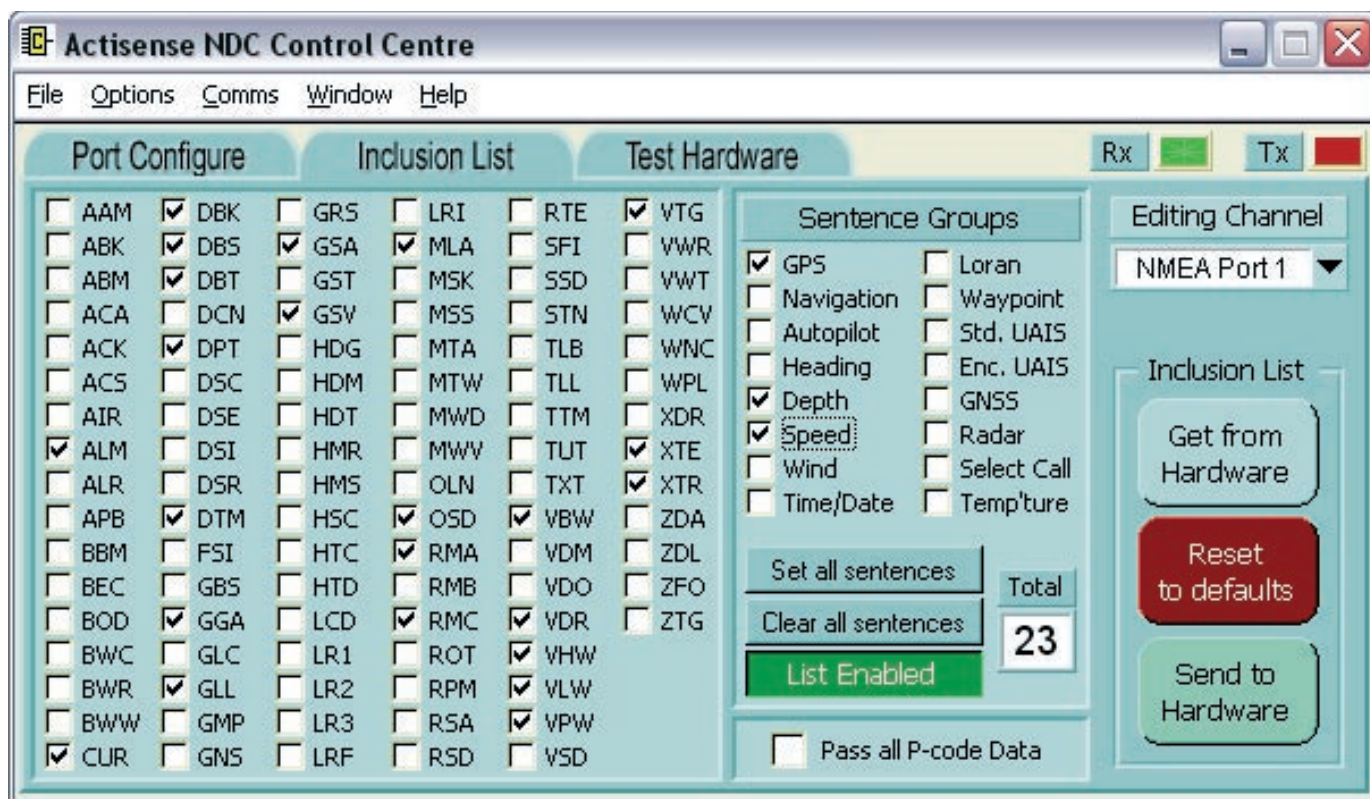 Actisense NDC Control Centre
File Options Comms Window Help
Port Configure Inclusion List Test Hardware Rx Tx
AAM DBK GRS LRI RTE VTG
ABK DBS GSA MLA SFI VWR
ABM DBT GST MSK SSD VWT
ACA DCN GSV MSS STN WCV
ACK DPT HDG MTA TLB WNC
ACS DSC HDM MTW TLL WPL
AIR DSE HDT MWD TTM XDR
ALM DSI HMR MWV TUT XTE
ALR DSR HMS OLN TXT XTR
APB DTM HSC OSD VBW ZDA
BBM FSI HTC RMA VDM ZDL
BEC GBS HTD RMB VDO ZFO
BOD GGA LCD RMC VDR ZTG
BWC GLC LR1 ROT VHW
BWR GLL LR2 RPM VLW
BWW GMP LR3 RSA VPW
CUR GNS LRF RSD VSD
Sentence Groups
GPS Loran
Navigation Waypoint
Autopilot Std. UAIS
Heading Enc. UAIS
Depth GNSS
Speed Radar
Wind Select Call
Time/Date Temp'ture
Set all sentences
Clear all sentences
List Enabled
Total
23
Pass all P-code Data
Editing Channel
NMEA Port 1
Inclusion List
Get from
Hardware
Reset
to defaults
Send to
Hardware